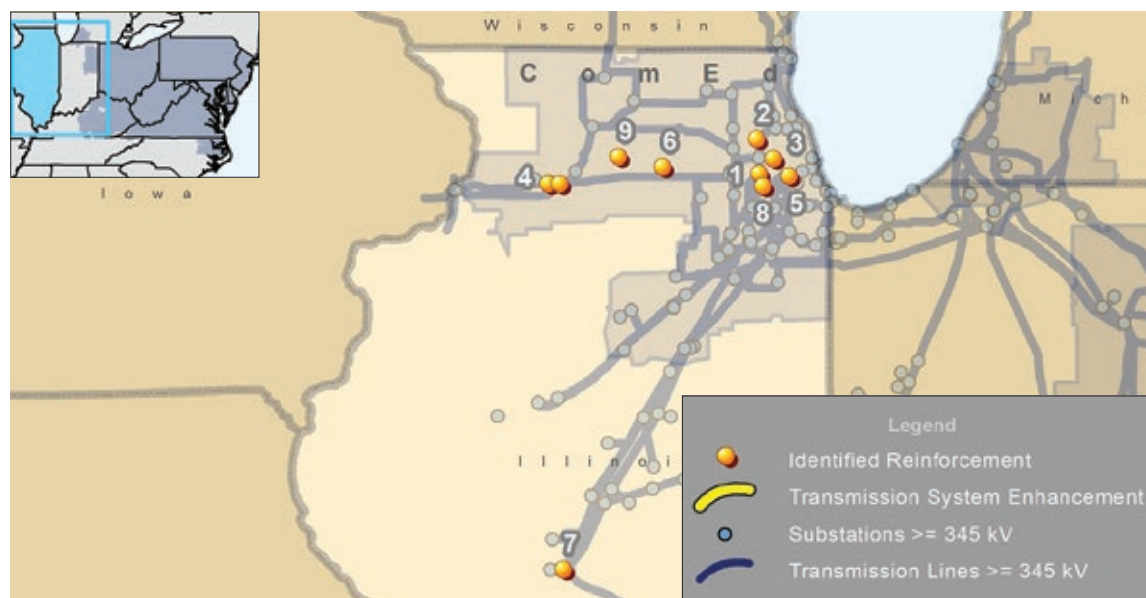 Wisconsin
ComEd
Mich
Iowa
2
9
3
6
1
4
5
8
Illinoi
7
Legend
Identified Reinforcement
Transmission System Enhancement
Substations >= 345 kV
Transmission Lines >= 345 kV